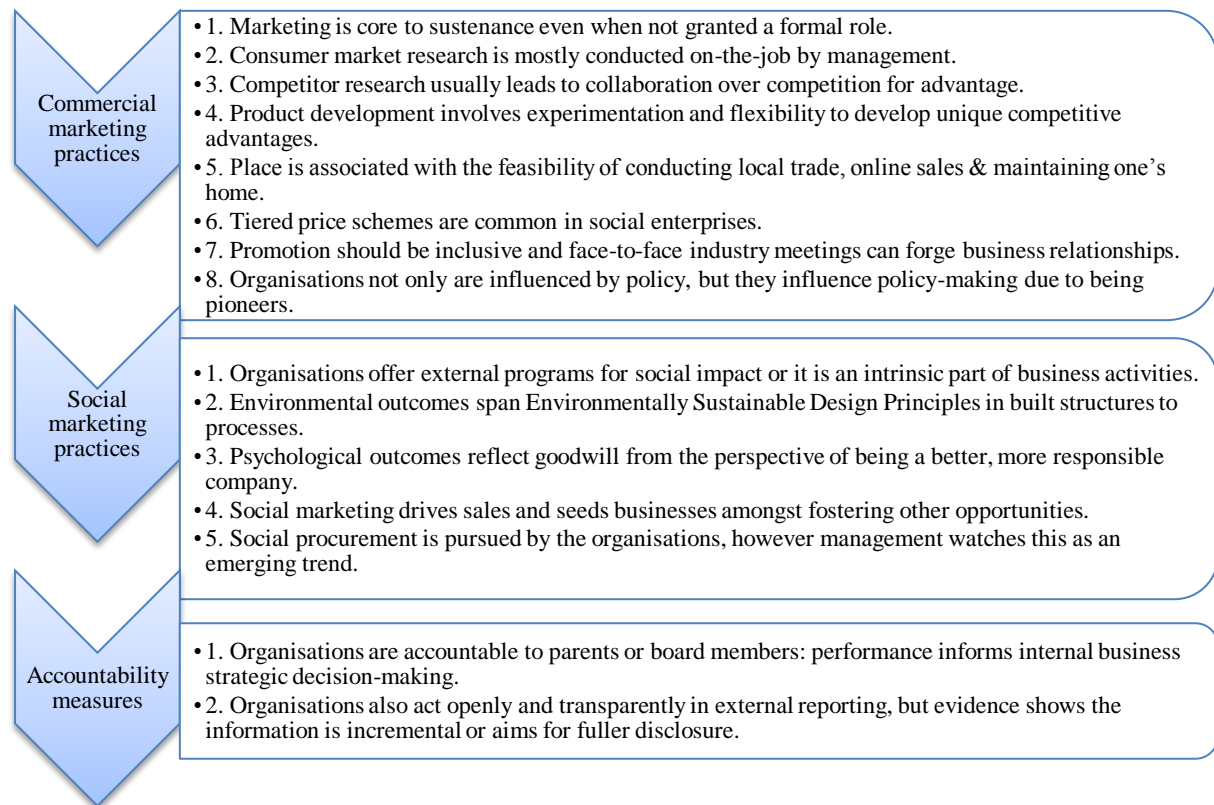 Commercial
marketing
practices
• 1. Marketing is core to sustenance even when not granted a formal role.
• 2. Consumer market research is mostly conducted on-the-job by management.
• 3. Competitor research usually leads to collaboration over competition for advantage.
• 4. Product development involves experimentation and flexibility to develop unique competitive
advantages.
• 5. Place is associated with the feasibility of conducting local trade, online sales & maintaining one's
home.
• 6. Tiered price schemes are common in social enterprises.
• 7. Promotion should be inclusive and face-to-face industry meetings can forge business relationships.
• 8. Organisations not only are influenced by policy, but they influence policy-making due to being
pioneers.
Social
marketing
practices
• 1. Organisations offer external programs for social impact or it is an intrinsic part of business activities.
• 2. Environmental outcomes span Environmentally Sustainable Design Principles in built structures to
processes.
• 3. Psychological outcomes reflect goodwill from the perspective of being a better, more responsible
company.
• 4. Social marketing drives sales and seeds businesses amongst fostering other opportunities.
• 5. Social procurement is pursued by the organisations, however management watches this as an
emerging trend.
Accountability
measures
• 1. Organisations are accountable to parents or board members: performance informs internal business
strategic decision-making.
• 2. Organisations also act openly and transparently in external reporting, but evidence shows the
information is incremental or aims for fuller disclosure.